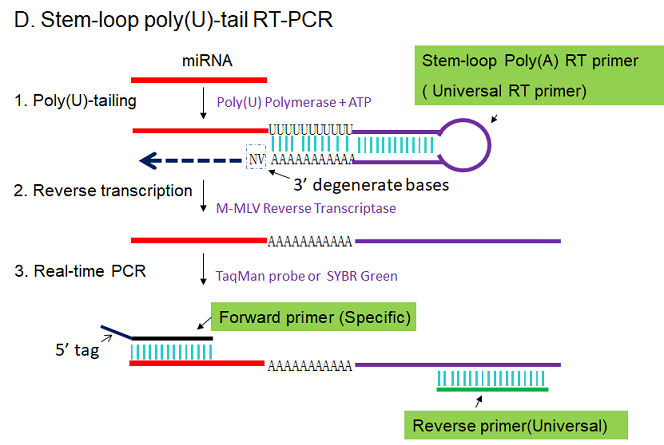 D. Stem-loop poly(U)-tail RT-PCR
miRNA
Stem-loop Poly(A) RT primer
( Universal RT primer)
1. Poly(U)-tailing
Poly(U) Polymerase + ATP
UUUUUUUUUUU
NV
AAAAAAAAAAA
3’ degenerate bases
2. Reverse transcription
M-MLV Reverse Transcriptase
AAAAAAAAAAA
3. Real-time PCR
TaqMan probe or SYBR Green
Forward primer (Specific)
5’ tag
AAAAAAAAAAA
Reverse primer(Universal)